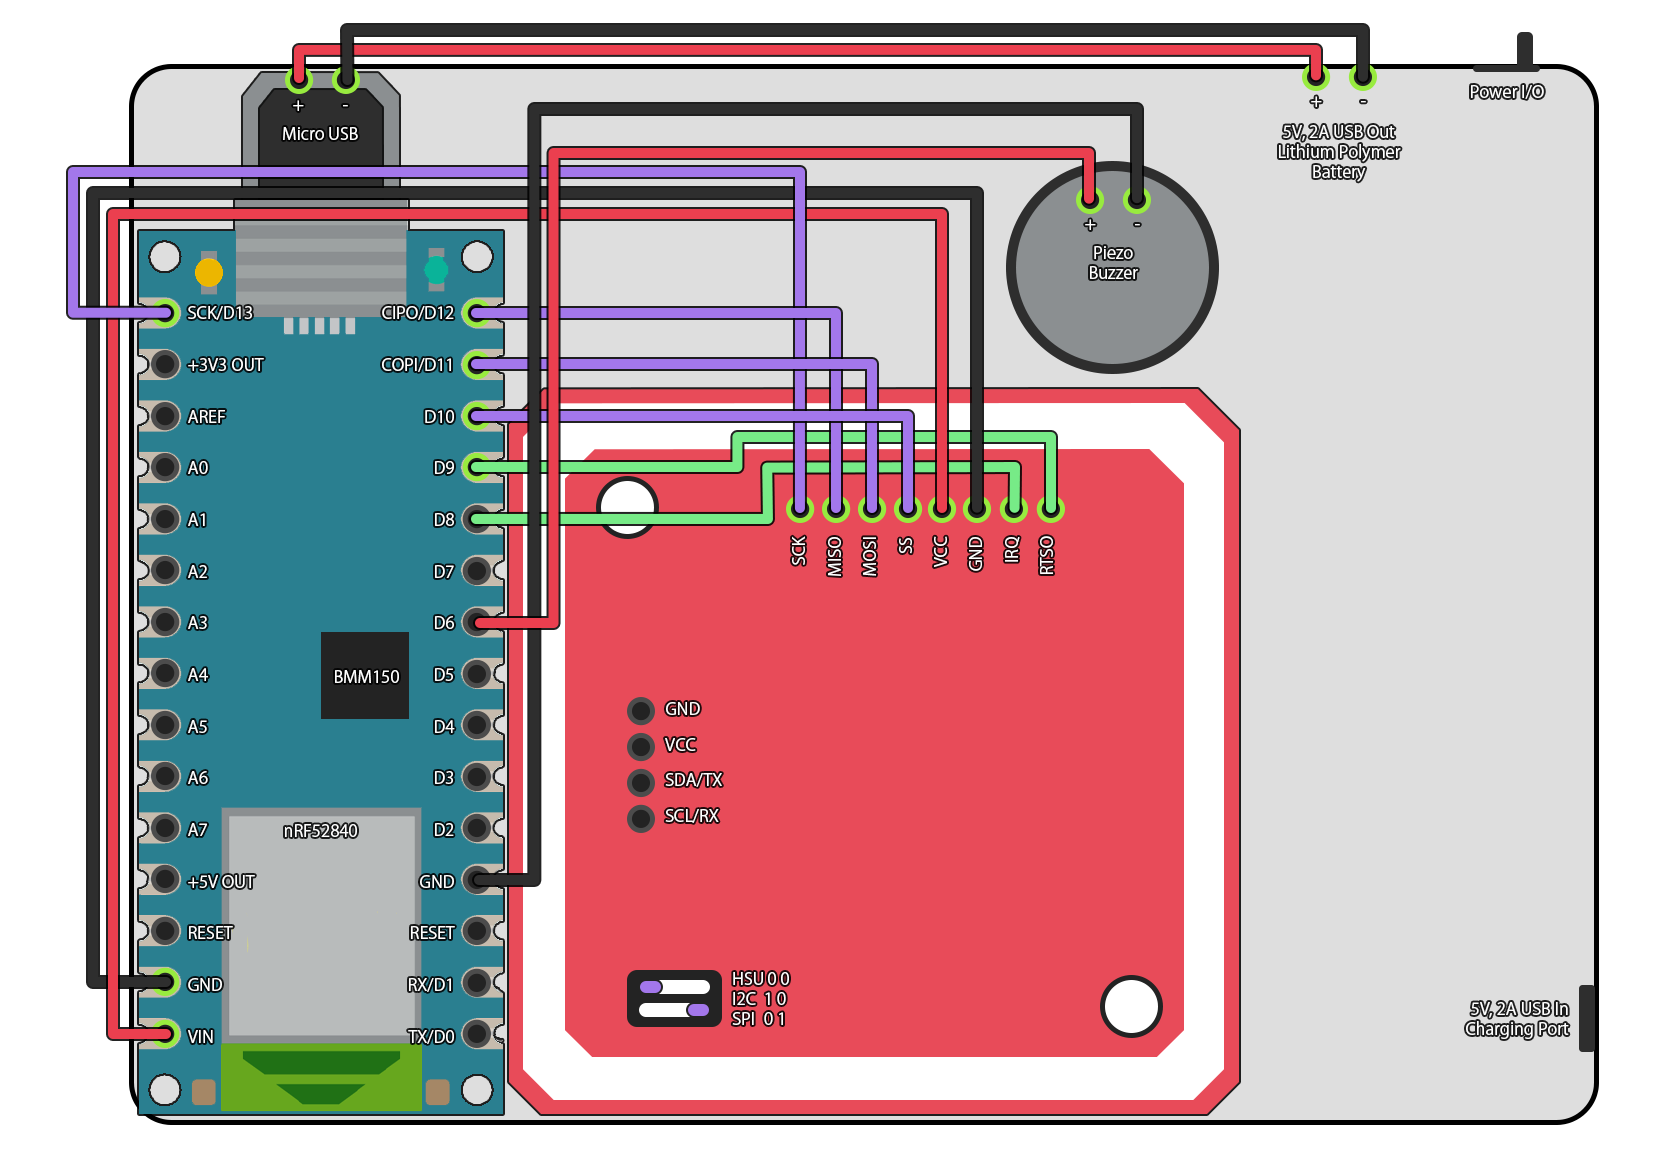 + -
Micro USB
+ -
5V, 2A USB Out
Lithium Polymer
Battery
Power I/O
+ -
Piezo
Buzzer
SCK/D13
+3V3 OUT
AREF
A0
A1
A2
A3
A4
A5
A6
A7
+5V OUT
RESET
GND
VIN
CIPO/D12
COPI/D11
D10
D9
D8
D7
D6
D5
D4
D3
D2
GND
RESET
RX/D1
TX/D0
BMM150
nRF52840
SCK
MISO
MOSI
SS
VCC
GND
IRQ
RTSO
GND
VCC
SDA/TX
SCL/RX
HSU 0 0
I2C 1 0
SPI 0 1
5V, 2A USB In
Charging Port